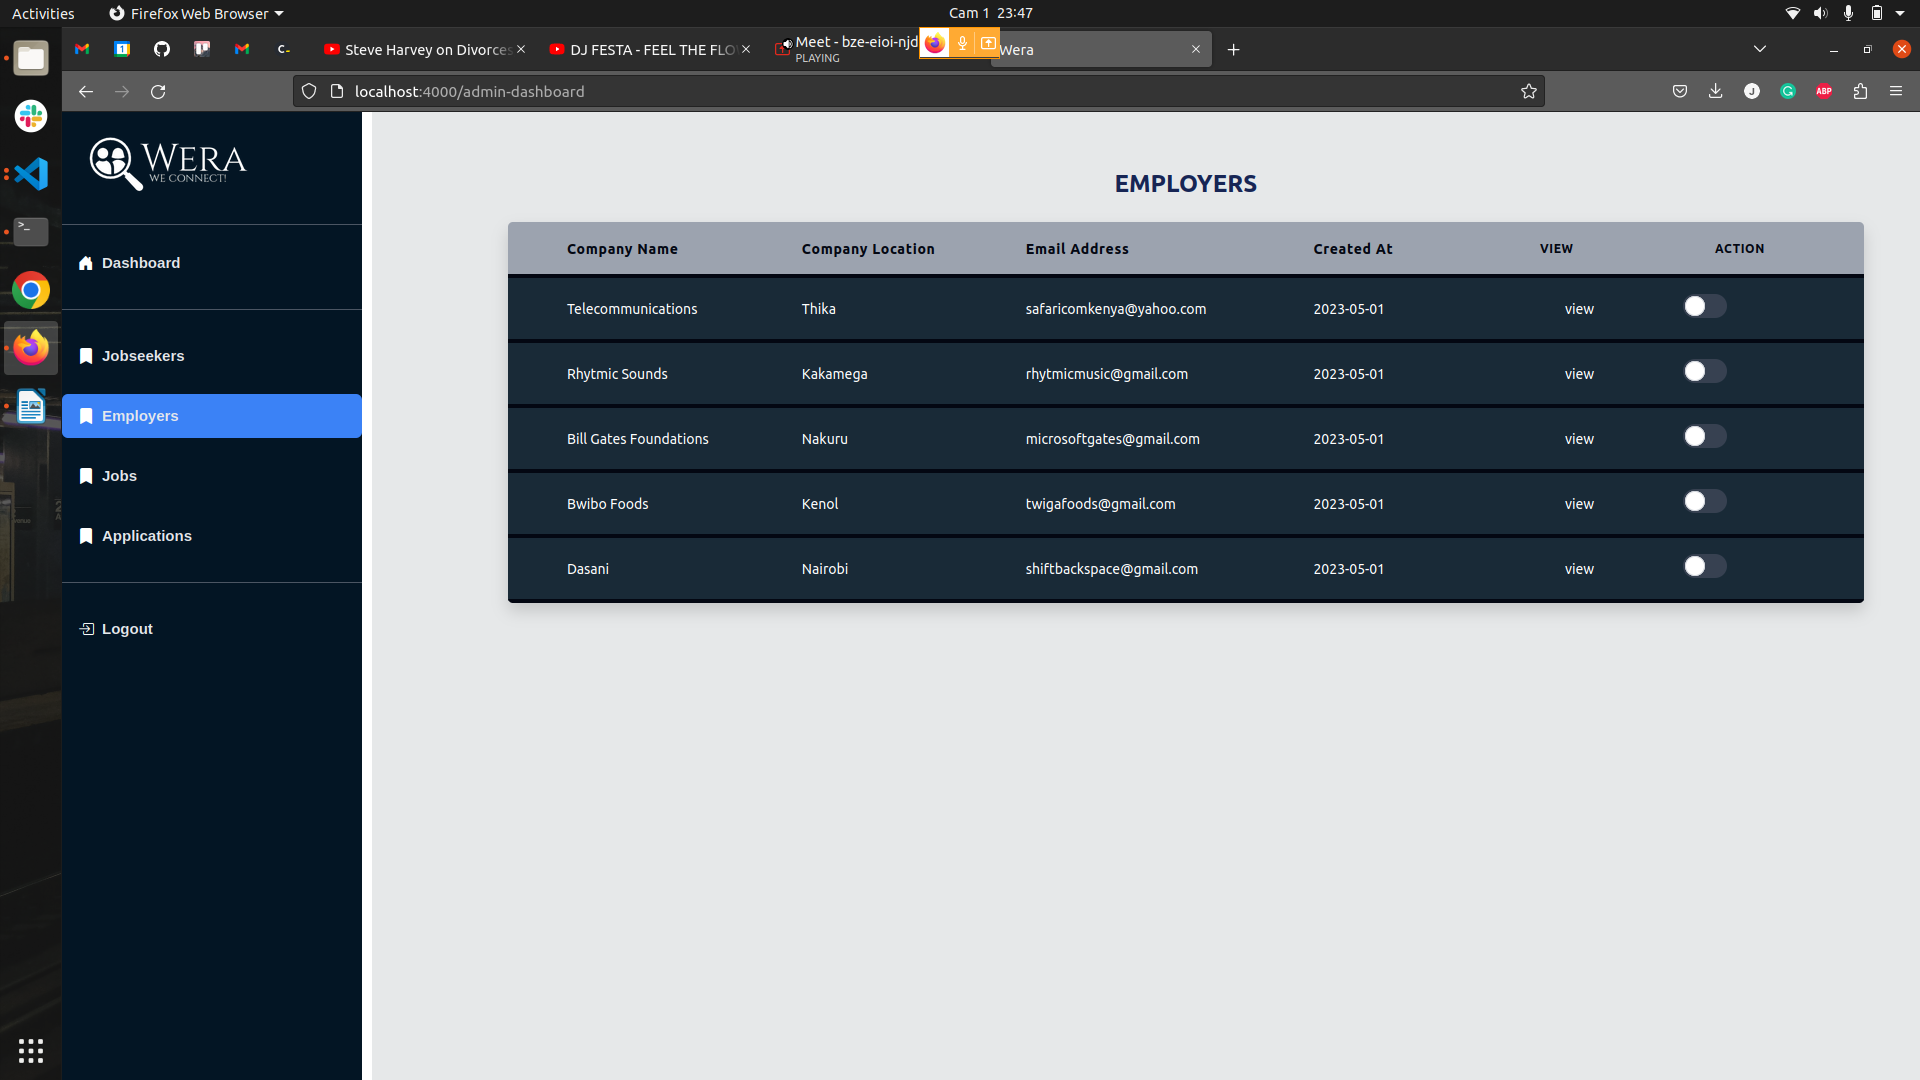 Activities Firefox Web Browser Cam 1 23:47
Steve Harvey on Divorces DJ FESTA - FEEL THE FLO Meet - bze-eioi-njd Wera
PLAYING
localhost:4000/admin-dashboard
WERA
WE CONNECT!
Dashboard
Jobseekers
Employers
Jobs
Applications
Logout
EMPLOYERS
Company Name Company Location Email Address Created At VIEW ACTION
Telecommunications Thika safaricomkenya@yahoo.com 2023-05-01 view
Rhytmic Sounds Kakamega rhytmicmusic@gmail.com 2023-05-01 view
Bill Gates Foundations Nakuru microsoftgates@gmail.com 2023-05-01 view
Bwibo Foods Kenol twigafoods@gmail.com 2023-05-01 view
Dasani Nairobi shiftbackspace@gmail.com 2023-05-01 view